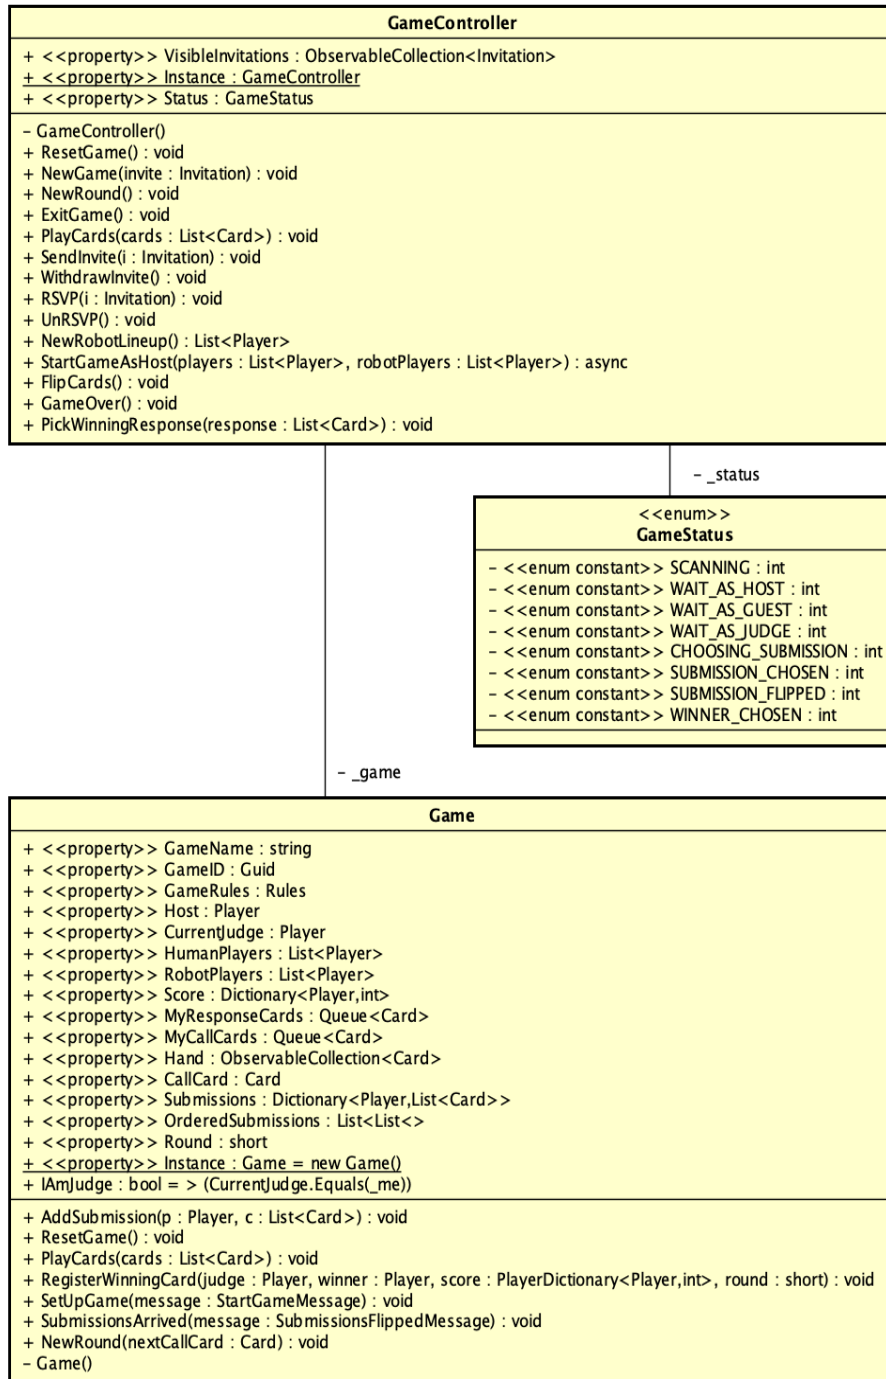 GameController
+ <<property>> VisibleInvitations : ObservableCollection<Invitation>
+ <<property>> Instance : GameController
+ <<property>> Status : GameStatus
- GameController()
+ ResetGame() : void
+ NewGame(invite : Invitation) : void
+ NewRound() : void
+ ExitGame() : void
+ PlayCards(cards : List<Card>) : void
+ SendInvite(i : Invitation) : void
+ WithdrawInvite() : void
+ RSVP(i : Invitation) : void
+ UnRSVP() : void
+ NewRobotLineup() : List<Player>
+ StartGameAsHost(players : List<Player>, robotPlayers : List<Player>) : async
+ FlipCards() : void
+ GameOver() : void
+ PickWinningResponse(response : List<Card>) : void
- _status
<<enum>>
GameStatus
- <<enum constant>> SCANNING : int
- <<enum constant>> WAIT_AS_HOST : int
- <<enum constant>> WAIT_AS_GUEST : int
- <<enum constant>> WAIT_AS_JUDGE : int
- <<enum constant>> CHOOSING_SUBMISSION : int
- <<enum constant>> SUBMISSION_CHOSEN : int
- <<enum constant>> SUBMISSION_FLIPPED : int
- <<enum constant>> WINNER_CHOSEN : int
- _game
Game
+ <<property>> GameName : string
+ <<property>> GameID : Guid
+ <<property>> GameRules : Rules
+ <<property>> Host : Player
+ <<property>> CurrentJudge : Player
+ <<property>> HumanPlayers : List<Player>
+ <<property>> RobotPlayers : List<Player>
+ <<property>> Score : Dictionary<Player,int>
+ <<property>> MyResponseCards : Queue<Card>
+ <<property>> MyCallCards : Queue<Card>
+ <<property>> Hand : ObservableCollection<Card>
+ <<property>> CallCard : Card
+ <<property>> Submissions : Dictionary<Player,List<Card>>
+ <<property>> OrderedSubmissions : List<List<>
+ <<property>> Round : short
+ <<property>> Instance : Game = new Game()
+ IAmJudge : bool = > (CurrentJudge.Equals(_me))
+ AddSubmission(p : Player, c : List<Card>) : void
+ ResetGame() : void
+ PlayCards(cards : List<Card>) : void
+ RegisterWinningCard(judge : Player, winner : Player, score : PlayerDictionary<Player,int>, round : short) : void
+ SetUpGame(message : StartGameMessage) : void
+ SubmissionsArrived(message : SubmissionsFlippedMessage) : void
+ NewRound(nextCallCard : Card) : void
- Game()